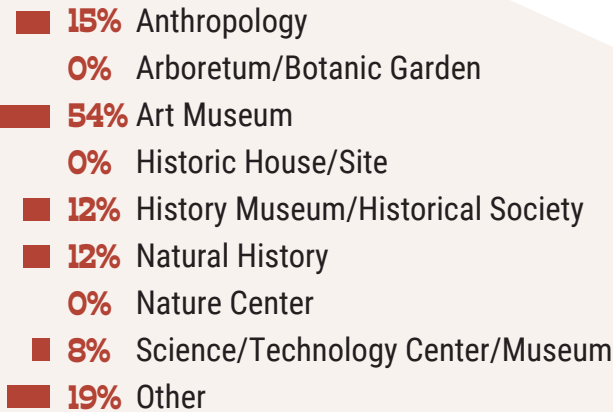 15% Anthropology
0% Arboretum/Botanic Garden
54% Art Museum
0% Historic House/Site
12% History Museum/Historical Society
12% Natural History
0% Nature Center
8% Science/Technology Center/Museum
19% Other